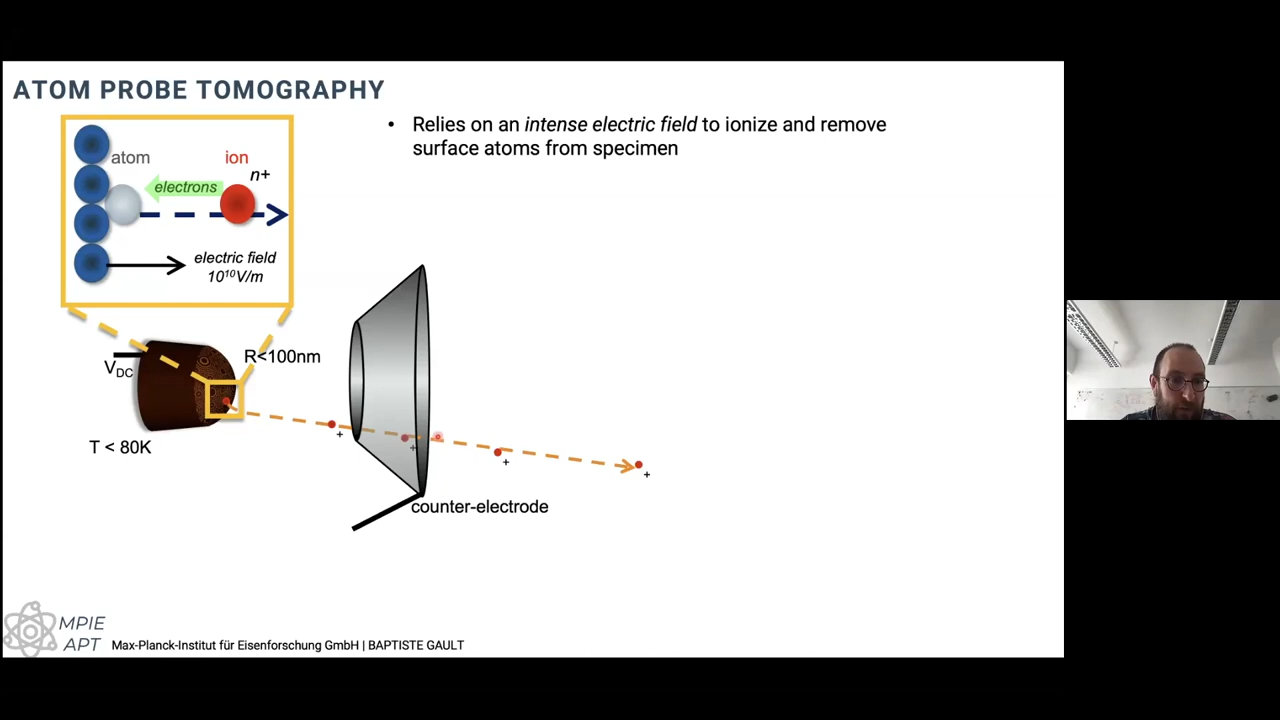 ATOM PROBE TOMOGRAPHY
• Relies on an intense electric field to ionize and remove
surface atoms from specimen
atom
ion
n+
electrons
electric field
10¹⁰V/m
R<100nm
V_DC
T < 80K
+
+
+
+
counter-electrode
MPIE
APT
Max-Planck-Institut für Eisenforschung GmbH | BAPTISTE GAULT